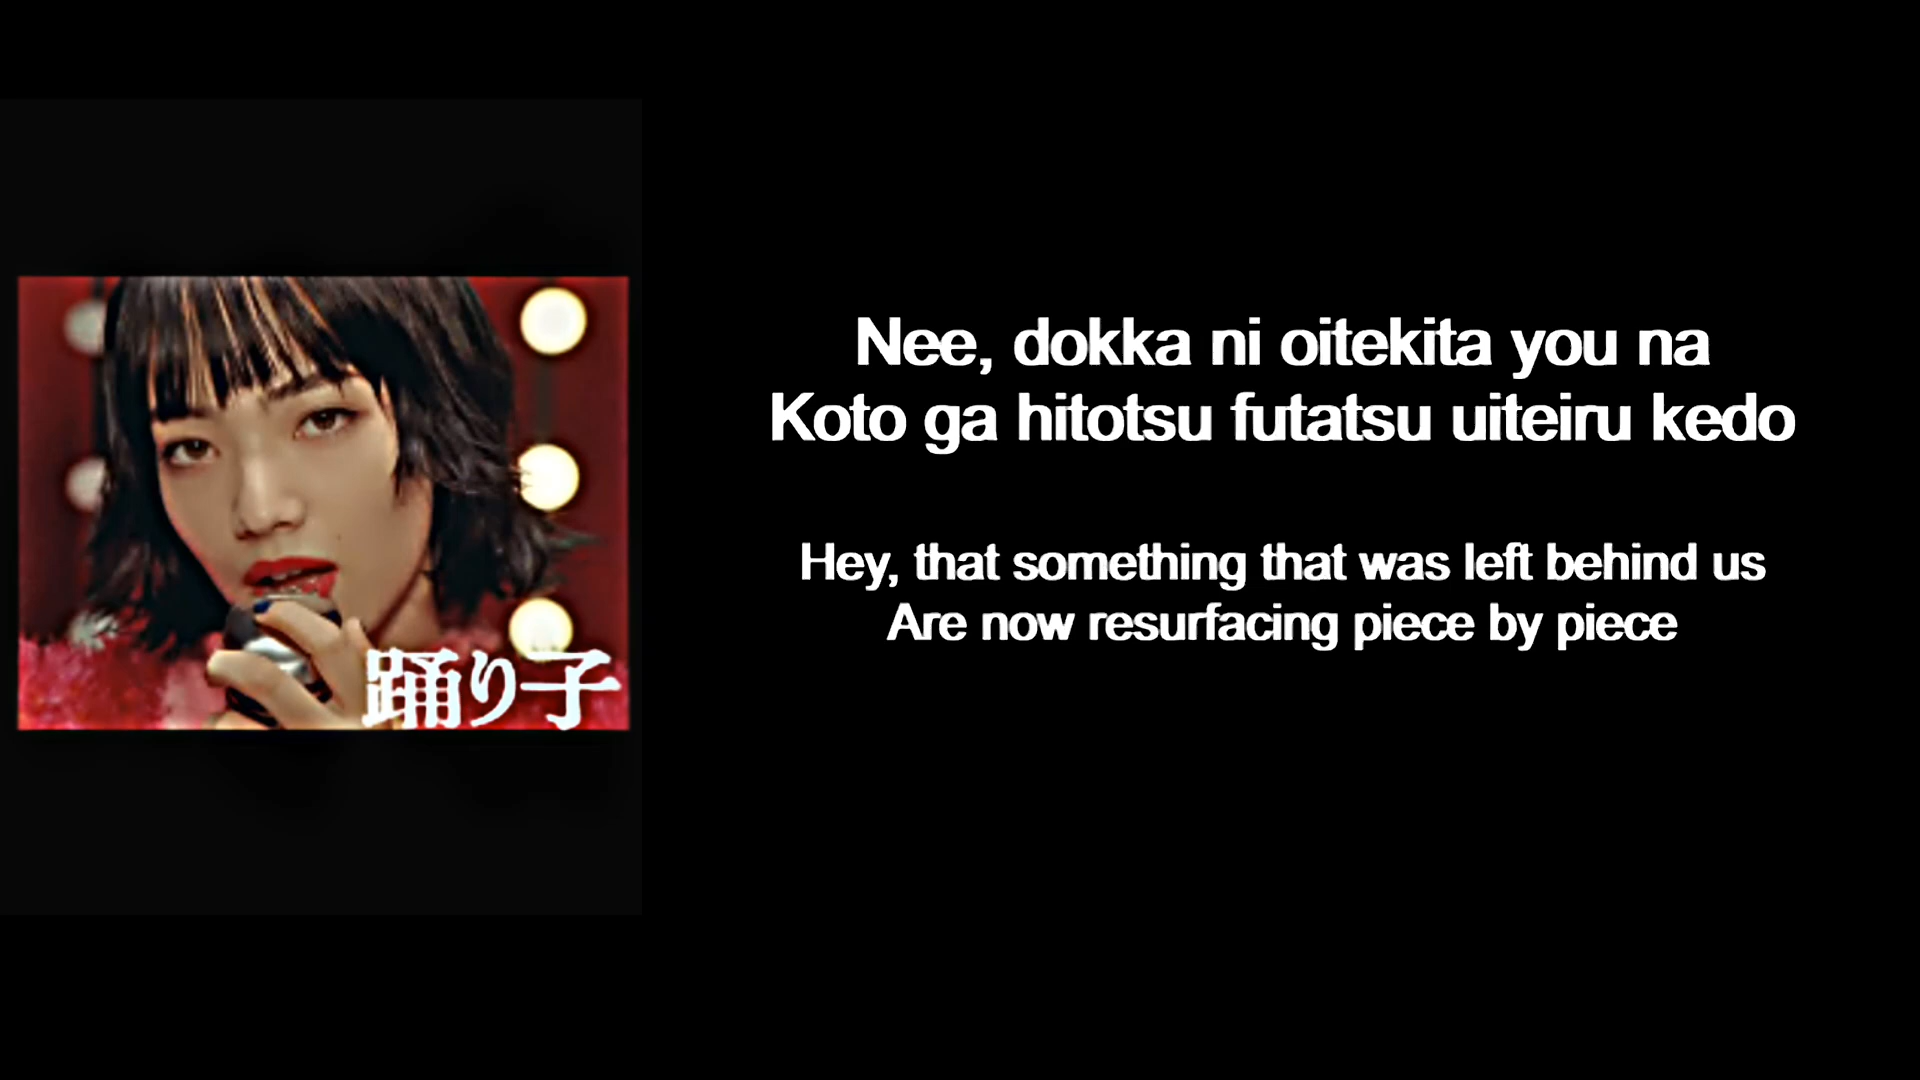 踊り子
Nee, dokka ni oitekita you na
Koto ga hitotsu futatsu uiteiru kedo
Hey, that something that was left behind us
Are now resurfacing piece by piece